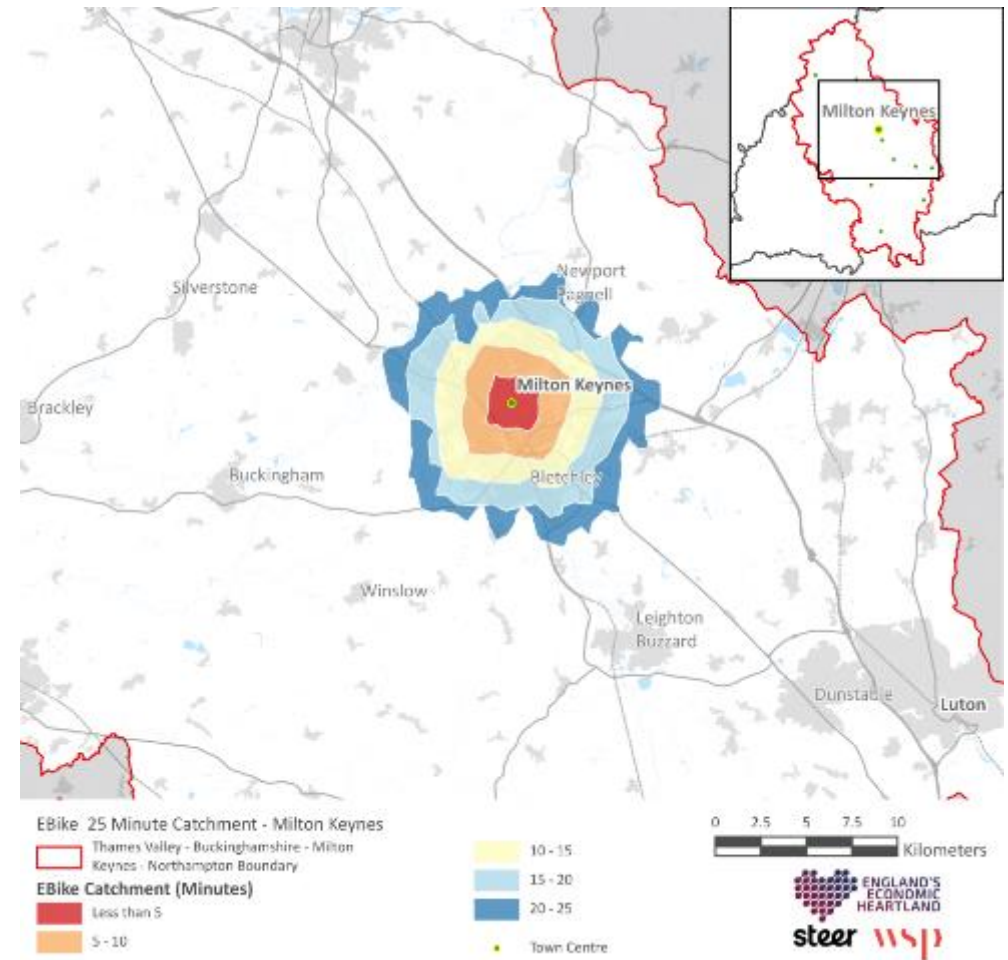 Milton Keynes
Newport
Pagnell
Silverstone
Milton Keynes
Brackley
Buckingham
Bletchley
Winslow
Leighton
Buzzard
Dunstable
Luton
EBike 25 Minute Catchment - Milton Keynes
Thames Valley - Buckinghamshire - Milton
Keynes - Northampton Boundary
EBike Catchment (Minutes)
Less than 5
5 - 10
10 - 15
15 - 20
20 - 25
Town Centre
0 2.5 5 7.5 10
Kilometers
ENGLAND'S
ECONOMIC
HEARTLAND
steer wsp